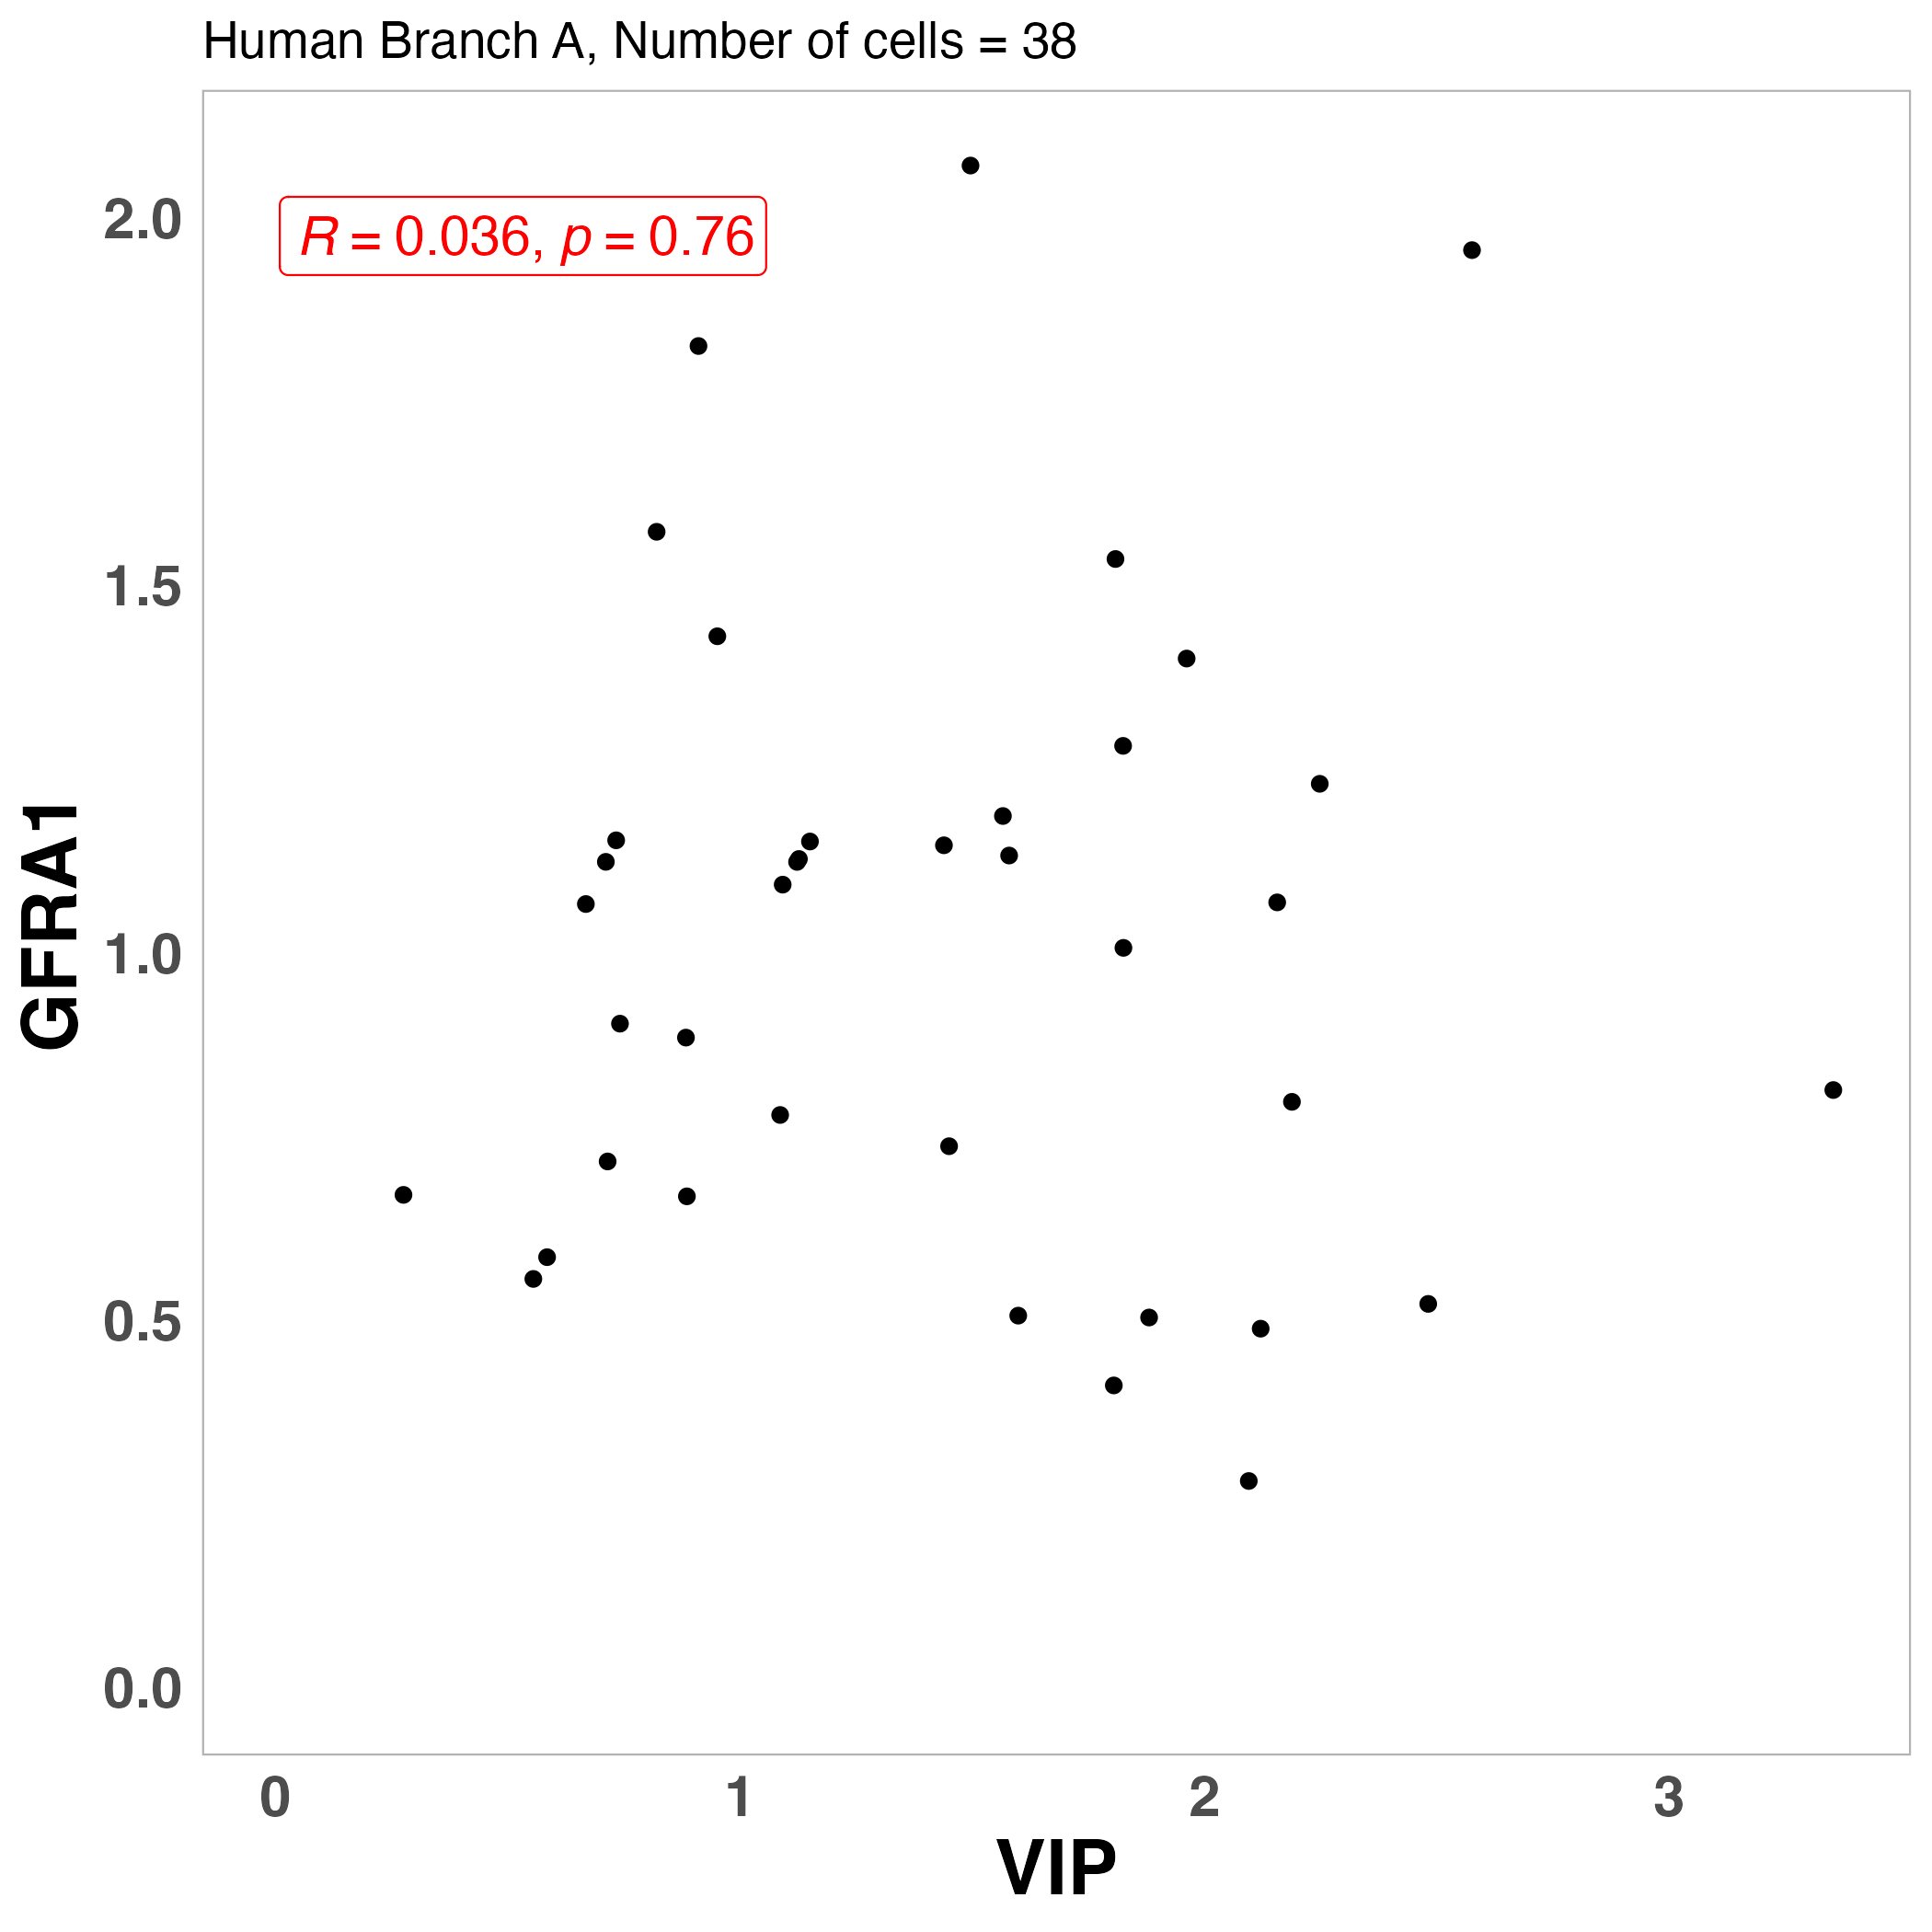 Human Branch A, Number of cells = 38
R = 0.036, p = 0.76
2.0
1.5
1.0
0.5
0.0
GFRA1
0 1 2 3
VIP